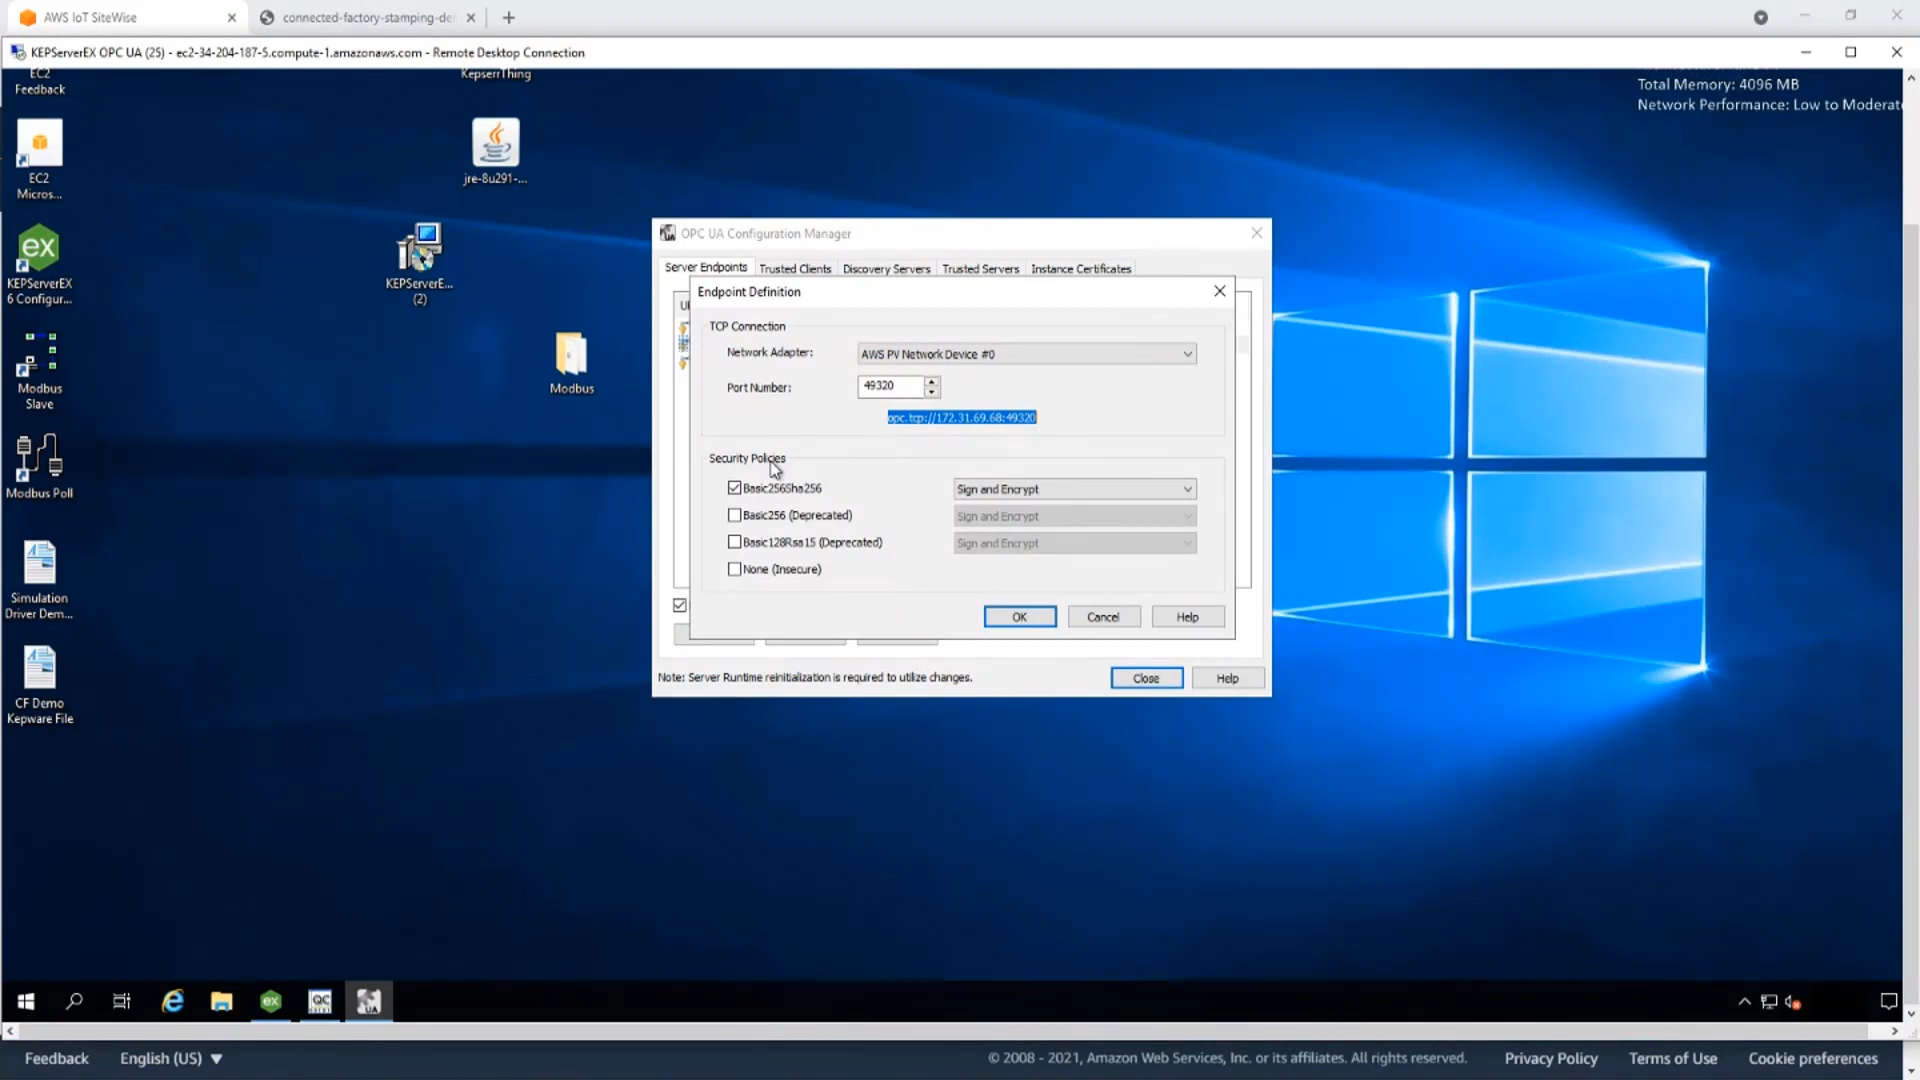 AWS IoT SiteWise
connected-factory-stamping-de
KEPServerEX OPC UA (25) - ec2-34-204-187-5.compute-1.amazonaws.com - Remote Desktop Connection
EC2
Feedback
KepserrThing
Total Memory: 4096 MB
Network Performance: Low to Moderate
EC2
Micros...
jre-8u291-...
KEPServerEX
6 Configur...
KEPServerE...
(2)
Modbus
Slave
Modbus
Modbus Poll
Simulation
Driver Dem...
CF Demo
Kepware File
OPC UA Configuration Manager
Server Endpoints
Trusted Clients
Discovery Servers
Trusted Servers
Instance Certificates
Endpoint Definition
TCP Connection
Network Adapter:
AWS PV Network Device #0
Port Number:
49320
opc.tcp://172.31.69.68:49320
Security Policies
Basic256Sha256
Sign and Encrypt
Basic256 (Deprecated)
Sign and Encrypt
Basic128Rsa15 (Deprecated)
Sign and Encrypt
None (Insecure)
OK
Cancel
Help
Note: Server Runtime reinitialization is required to utilize changes.
Close
Help
Feedback
English (US)
© 2008 - 2021, Amazon Web Services, Inc. or its affiliates. All rights reserved.
Privacy Policy
Terms of Use
Cookie preferences